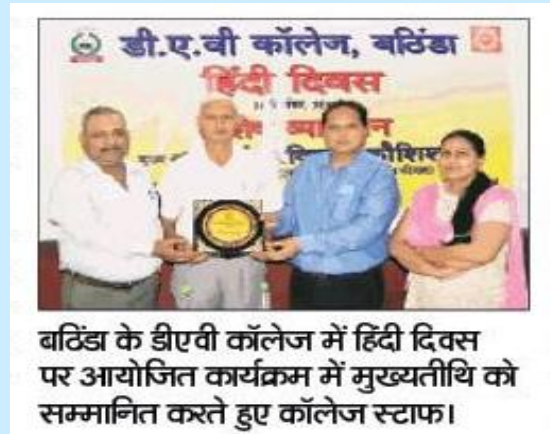 डी.ए.वी कॉलेज, बठिंडा
हिंदी दिवस
कौशिश
बठिंडा के डीएवी कॉलेज में हिंदी दिवस
पर आयोजित कार्यक्रम में मुख्यतीथि को
सम्मानित करते हुए कॉलेज स्टाफ।